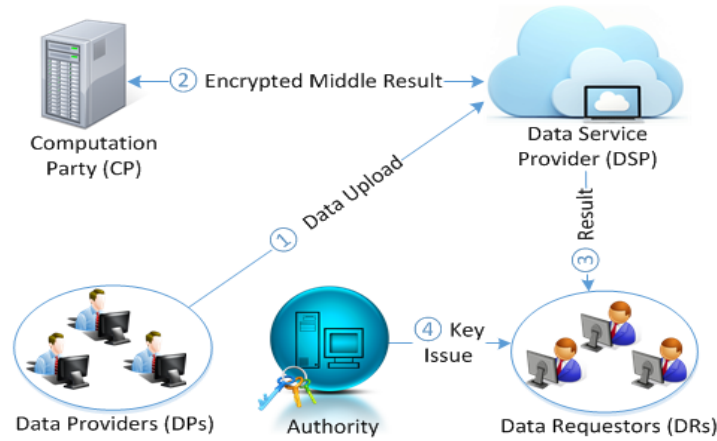 ② Encrypted Middle Result
Computation
Party (CP)
Data Service
Provider (DSP)
① Data Upload
Result
③
④ Key
Issue
Data Providers (DPs)
Authority
Data Requestors (DRs)